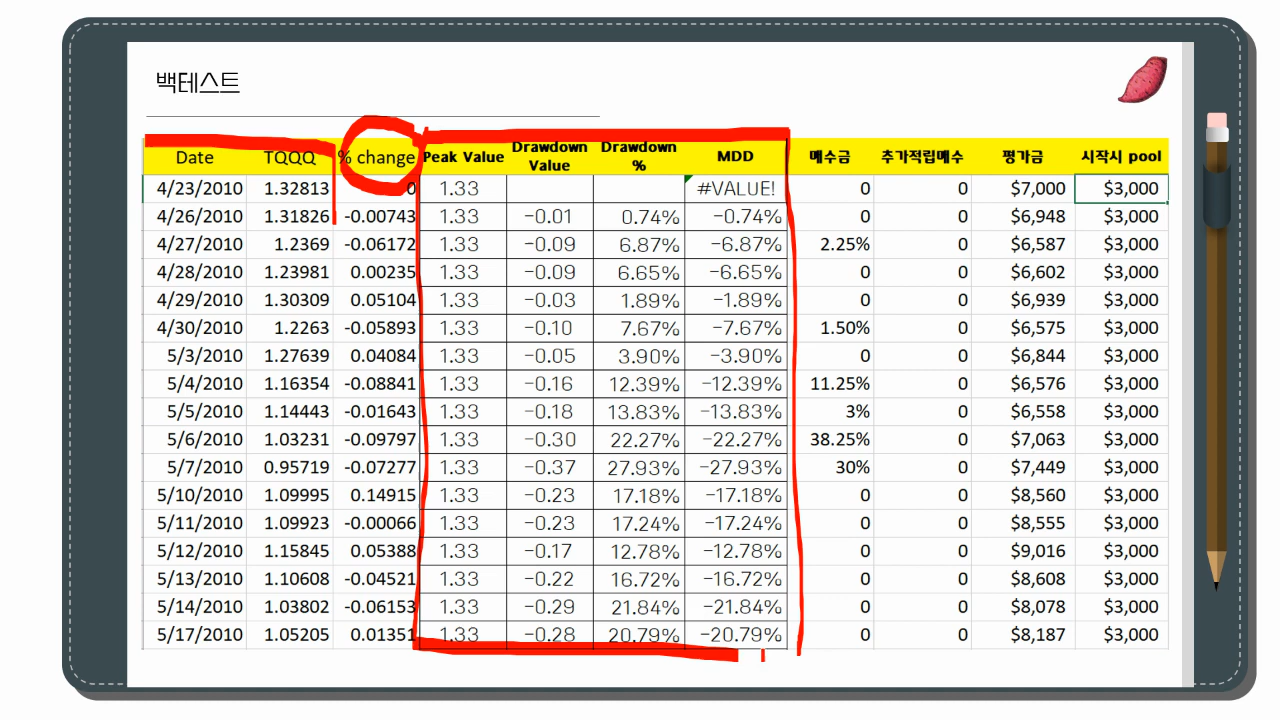 백테스트
Date TQQQ % change Peak Value Drawdown Value Drawdown % MDD 매수금 추가적립매수 평가금 시작시 pool
4/23/2010 1.32813 0 1.33 #VALUE! 0 0 $7,000 $3,000
4/26/2010 1.31826 -0.00743 1.33 -0.01 0.74% -0.74% 0 0 $6,948 $3,000
4/27/2010 1.2369 -0.06172 1.33 -0.09 6.87% -6.87% 2.25% 0 $6,587 $3,000
4/28/2010 1.23981 0.00235 1.33 -0.09 6.65% -6.65% 0 0 $6,602 $3,000
4/29/2010 1.30309 0.05104 1.33 -0.03 1.89% -1.89% 0 0 $6,939 $3,000
4/30/2010 1.2263 -0.05893 1.33 -0.10 7.67% -7.67% 1.50% 0 $6,575 $3,000
5/3/2010 1.27639 0.04084 1.33 -0.05 3.90% -3.90% 0 0 $6,844 $3,000
5/4/2010 1.16354 -0.08841 1.33 -0.16 12.39% -12.39% 11.25% 0 $6,576 $3,000
5/5/2010 1.14443 -0.01643 1.33 -0.18 13.83% -13.83% 3% 0 $6,558 $3,000
5/6/2010 1.03231 -0.09797 1.33 -0.30 22.27% -22.27% 38.25% 0 $7,063 $3,000
5/7/2010 0.95719 -0.07277 1.33 -0.37 27.93% -27.93% 30% 0 $7,449 $3,000
5/10/2010 1.09995 0.14915 1.33 -0.23 17.18% -17.18% 0 0 $8,560 $3,000
5/11/2010 1.09923 -0.00066 1.33 -0.23 17.24% -17.24% 0 0 $8,555 $3,000
5/12/2010 1.15845 0.05388 1.33 -0.17 12.78% -12.78% 0 0 $9,016 $3,000
5/13/2010 1.10608 -0.04521 1.33 -0.22 16.72% -16.72% 0 0 $8,608 $3,000
5/14/2010 1.03802 -0.06153 1.33 -0.29 21.84% -21.84% 0 0 $8,078 $3,000
5/17/2010 1.05205 0.01351 1.33 -0.28 20.79% -20.79% 0 0 $8,187 $3,000